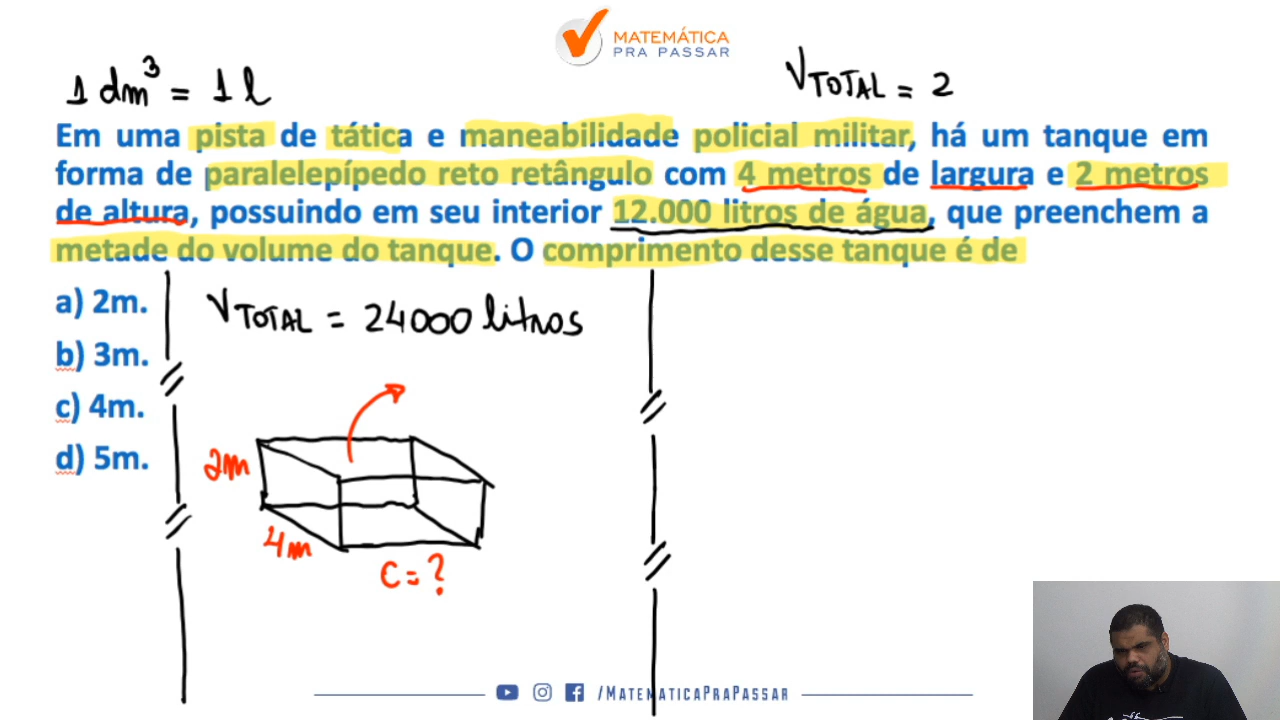 MATEMÁTICA
PRA PASSAR
1 dm³ = 1 l
VTOTAL = 2
Em uma pista de tática e maneabilidade policial militar, há um tanque em
forma de paralelepípedo reto retângulo com 4 metros de largura e 2 metros
de altura, possuindo em seu interior 12.000 litros de água, que preenchem a
metade do volume do tanque. O comprimento desse tanque é de
a) 2m.
b) 3m.
c) 4m.
d) 5m.
VTOTAL = 24000 litros
2m
4m
C = ?
/MATEMATICAPRAPASSAR